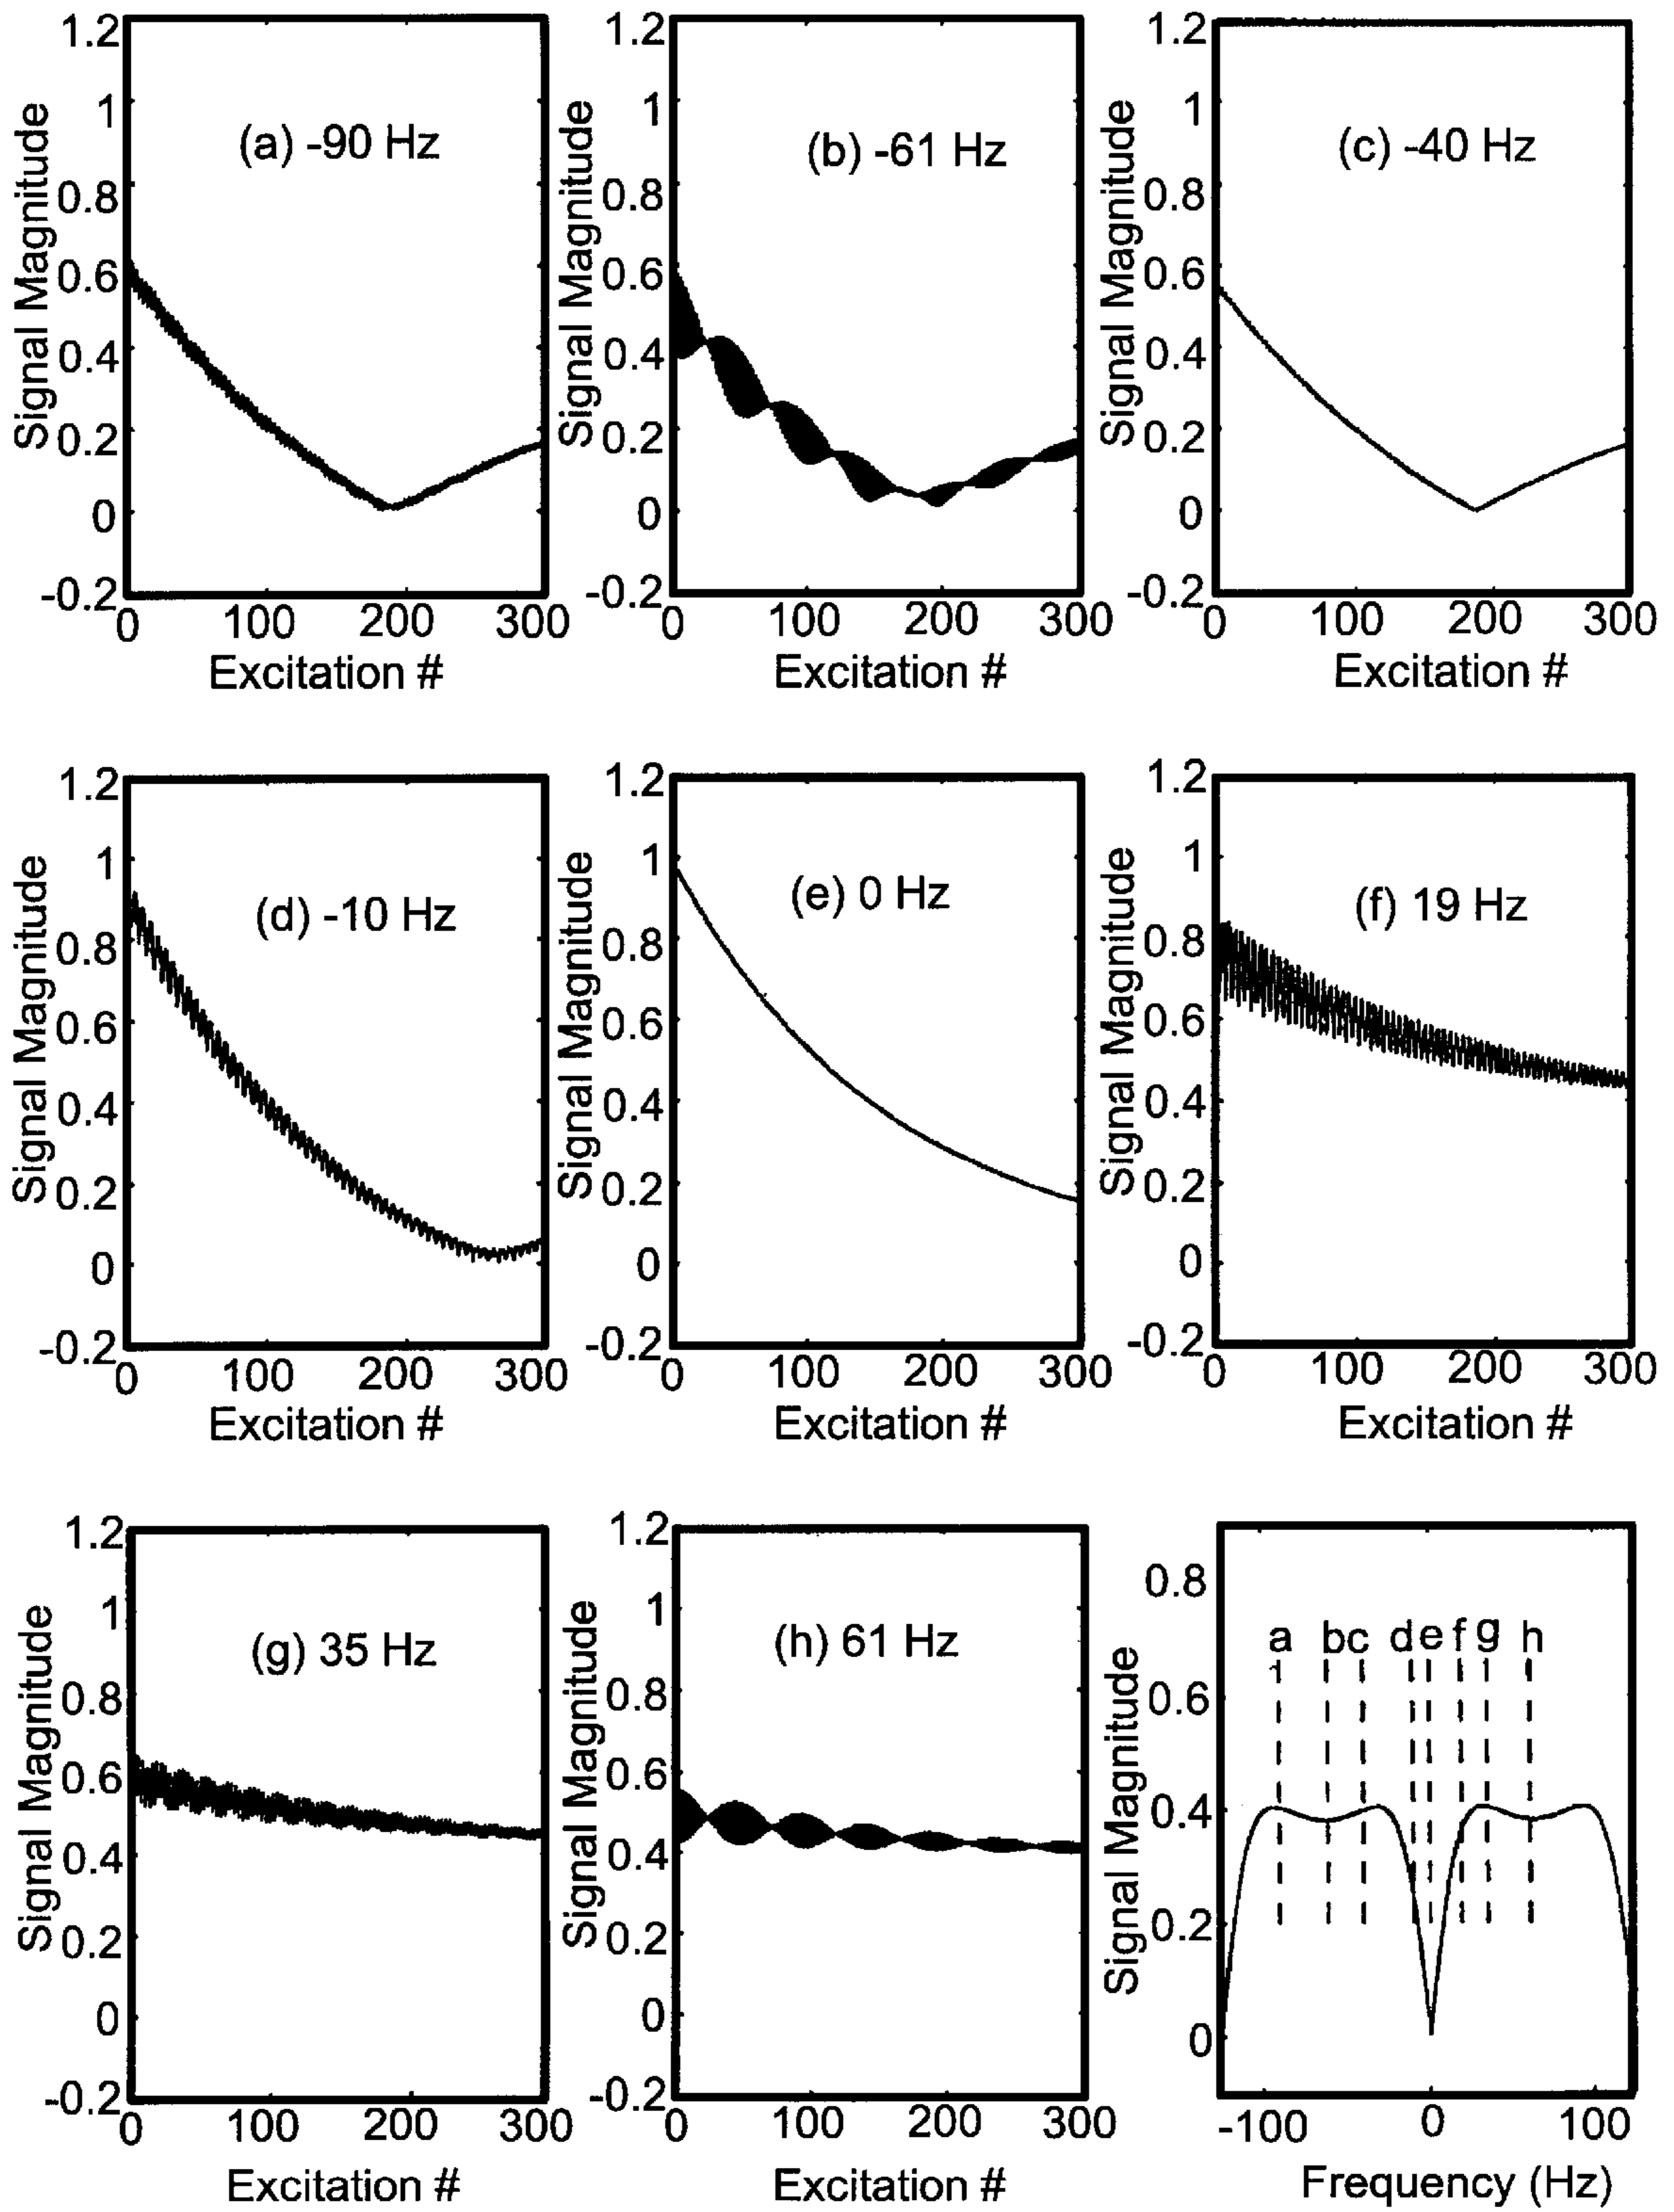 1.2
1
0.8
0.6
0.4
0.2
0
-0.2
Signal Magnitude
(a) -90 Hz
0 100 200 300
Excitation #
1.2
1
0.8
0.6
0.4
0.2
0
-0.2
Signal Magnitude
(b) -61 Hz
0 100 200 300
Excitation #
1.2
1
0.8
0.6
0.4
0.2
0
-0.2
Signal Magnitude
(c) -40 Hz
0 100 200 300
Excitation #
1.2
1
0.8
0.6
0.4
0.2
0
-0.2
Signal Magnitude
(d) -10 Hz
0 100 200 300
Excitation #
1.2
1
0.8
0.6
0.4
0.2
0
-0.2
Signal Magnitude
(e) 0 Hz
0 100 200 300
Excitation #
1.2
1
0.8
0.6
0.4
0.2
0
-0.2
Signal Magnitude
(f) 19 Hz
0 100 200 300
Excitation #
1.2
1
0.8
0.6
0.4
0.2
0
-0.2
Signal Magnitude
(g) 35 Hz
0 100 200 300
Excitation #
1.2
1
0.8
0.6
0.4
0.2
0
-0.2
Signal Magnitude
(h) 61 Hz
0 100 200 300
Excitation #
0.8
0.6
0.4
0.2
0
Signal Magnitude
a b c d e f g h
-100 0 100
Frequency (Hz)